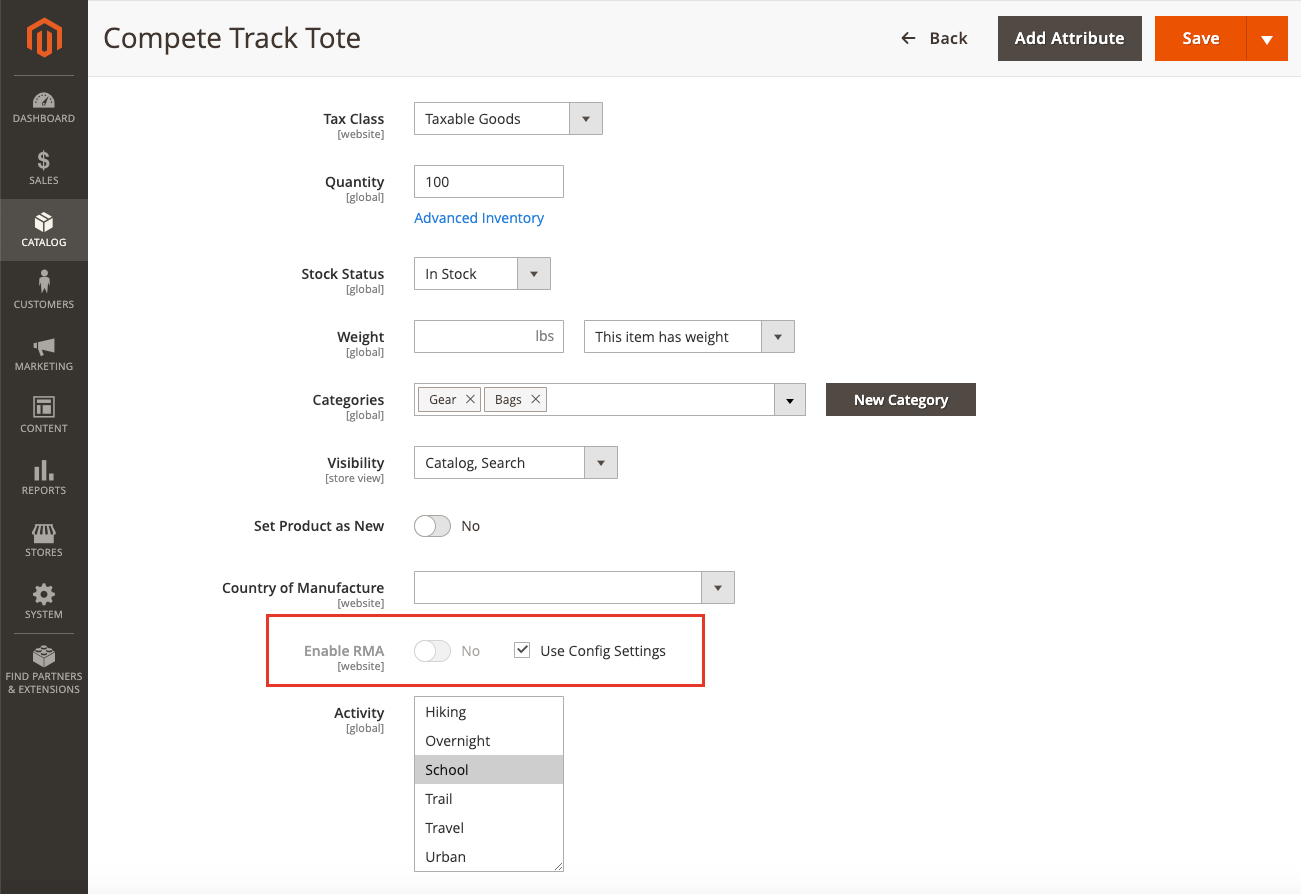 Compete Track Tote
Back
Add Attribute
Save
DASHBOARD
SALES
CATALOG
CUSTOMERS
MARKETING
CONTENT
REPORTS
STORES
SYSTEM
FIND PARTNERS
& EXTENSIONS
Tax Class
[website]
Taxable Goods
Quantity
[global]
100
Advanced Inventory
Stock Status
[global]
In Stock
Weight
[global]
lbs
This item has weight
Categories
[global]
Gear
Bags
New Category
Visibility
[store view]
Catalog, Search
Set Product as New
No
Country of Manufacture
[website]
Enable RMA
[website]
No
Use Config Settings
Activity
[global]
Hiking
Overnight
School
Trail
Travel
Urban